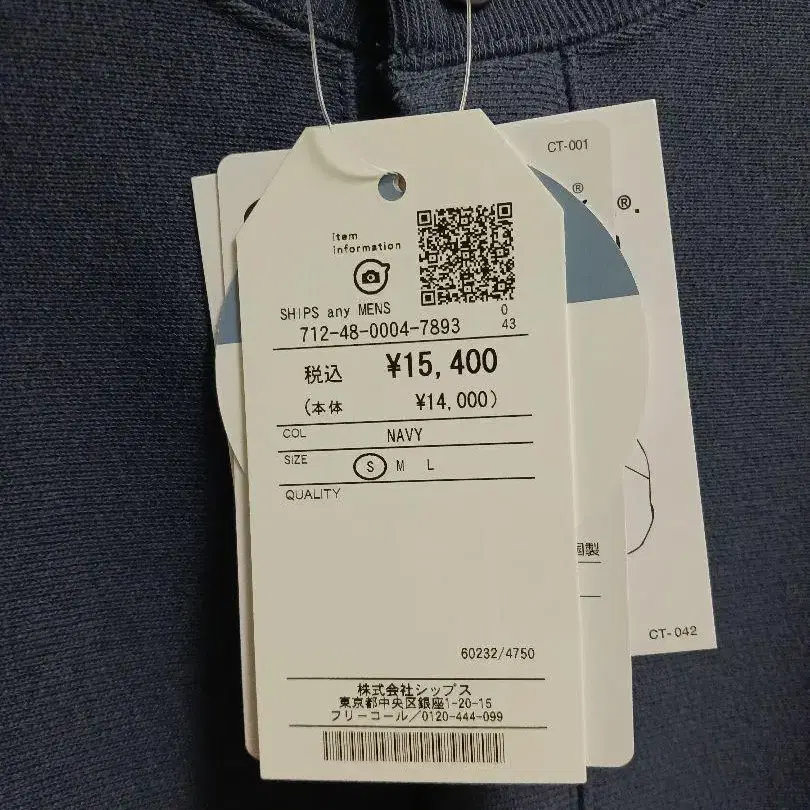 CT-001
®
®.
Item
Information
SHIPS any MENS
712-48-0004-7893
0
43
税込 ¥15,400
(本体 ¥14,000)
COL NAVY
SIZE S M L
QUALITY
60232/4750
株式会社シップス
東京都中央区銀座1-20-15
フリーコール/0120-444-099
国製
CT-042